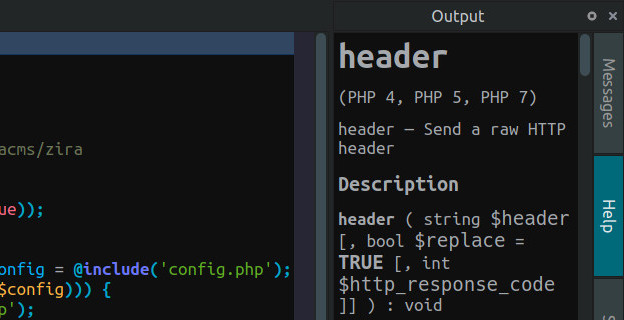 Output
header
(PHP 4, PHP 5, PHP 7)
header — Send a raw HTTP
header
Description
header ( string $header
[, bool $replace =
TRUE [, int
$http_response_code
]] ) : void
Messages
Help
acms/zira
ue));
onfig = @include('config.php');
$config))) {
p');